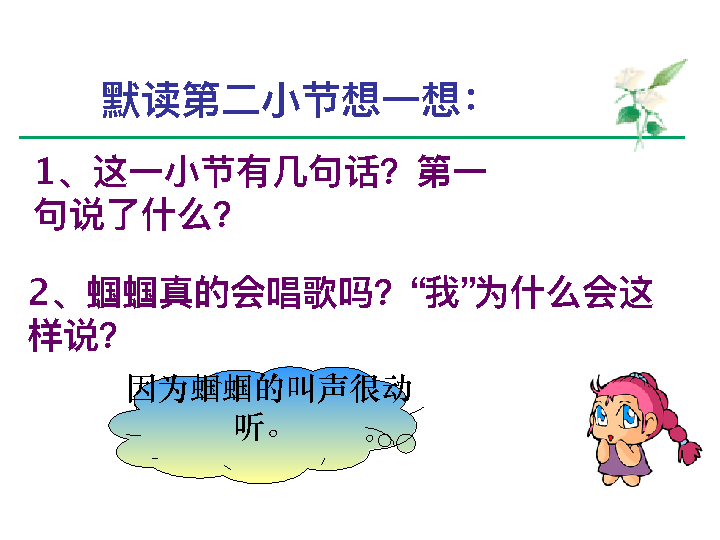 默读第二小节想一想：
1、这一小节有几句话？第一
句说了什么？
2、蝈蝈真的会唱歌吗？“我”为什么会这
样说？
因为蝈蝈的叫声很动
听。